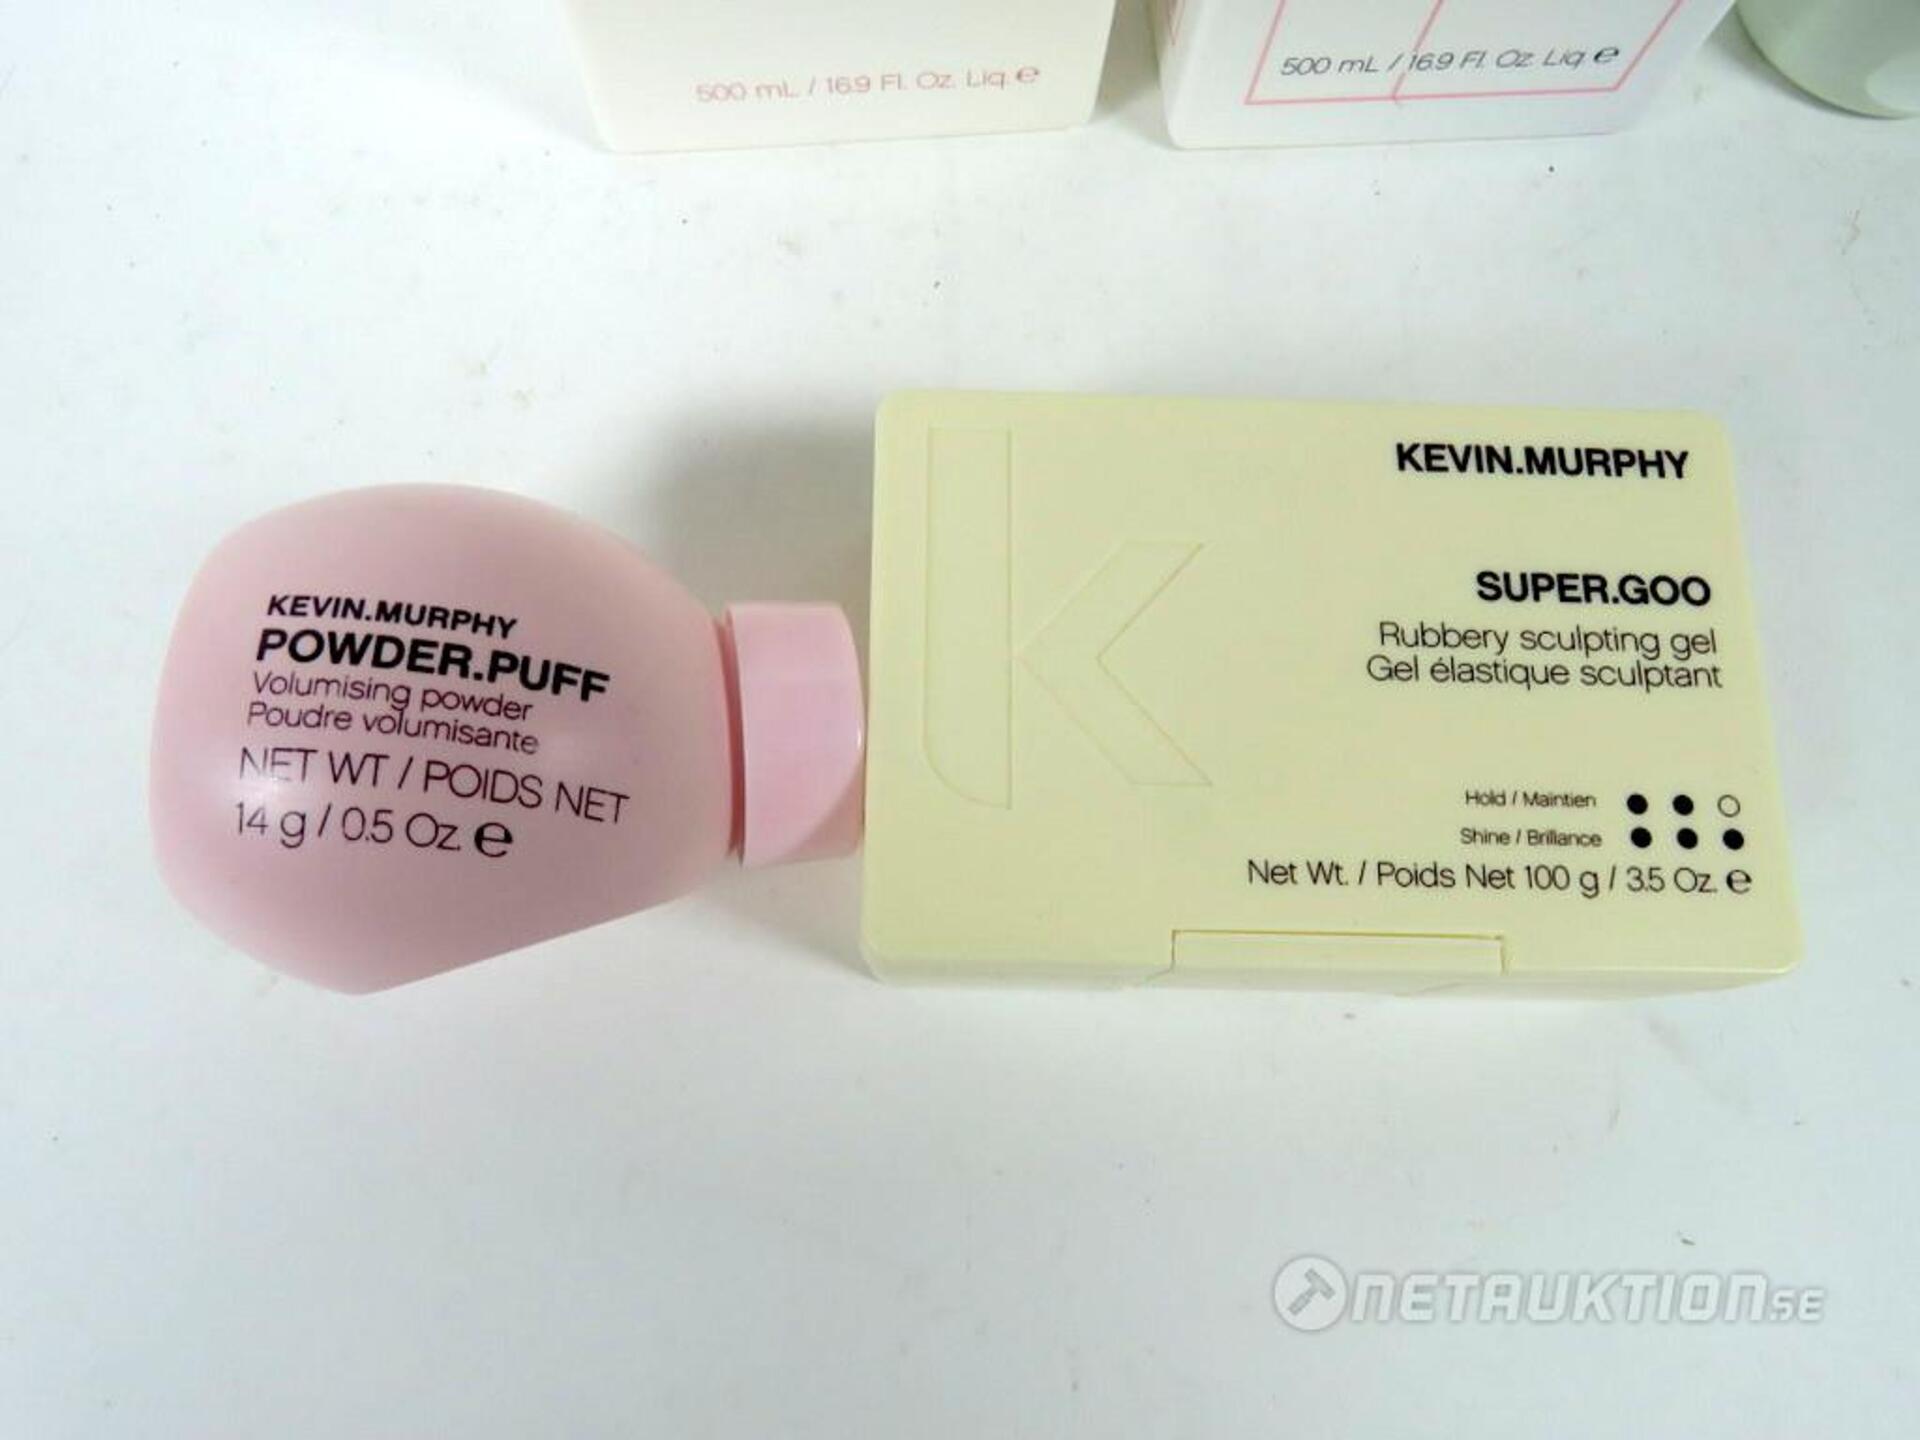 500 mL / 16.9 Fl. Oz. Liq. e
500 mL / 16.9 Fl. Oz. Liq. e
KEVIN.MURPHY
POWDER.PUFF
Volumising powder
Poudre volumisante
NET WT / POIDS NET
14 g / 0.5 Oz. e
KEVIN.MURPHY
SUPER.GOO
Rubbery sculpting gel
Gel élastique sculptant
Hold / Maintien
Shine / Brillance
Net Wt. / Poids Net 100 g / 3.5 Oz. e
NETAUKTION.SE